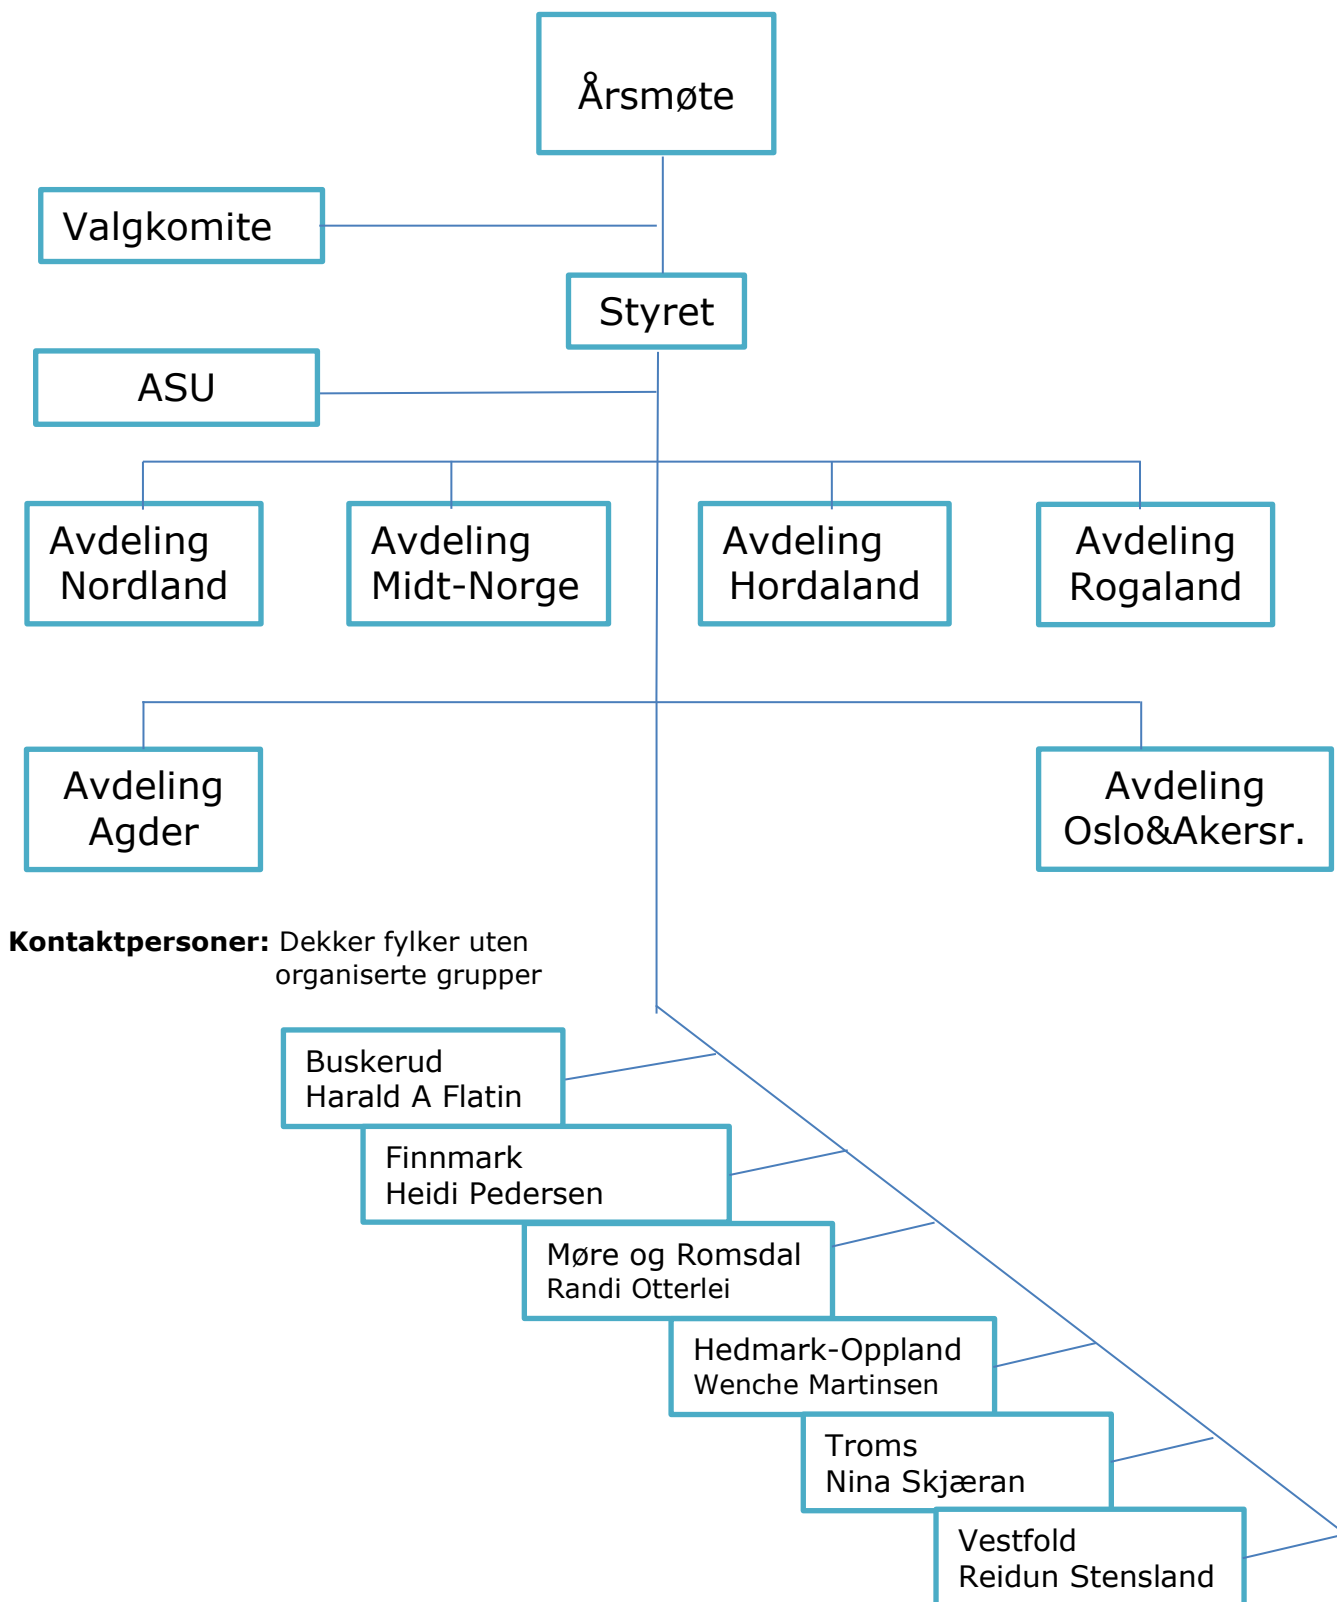 Årsmøte
Valgkomite
Styret
ASU
Avdeling
Nordland
Avdeling
Midt-Norge
Avdeling
Hordaland
Avdeling
Rogaland
Avdeling
Agder
Avdeling
Oslo&Akersr.
Kontaktpersoner: Dekker fylker uten
organiserte grupper
Buskerud
Harald A Flatin
Finnmark
Heidi Pedersen
Møre og Romsdal
Randi Otterlei
Hedmark-Oppland
Wenche Martinsen
Troms
Nina Skjæran
Vestfold
Reidun Stensland